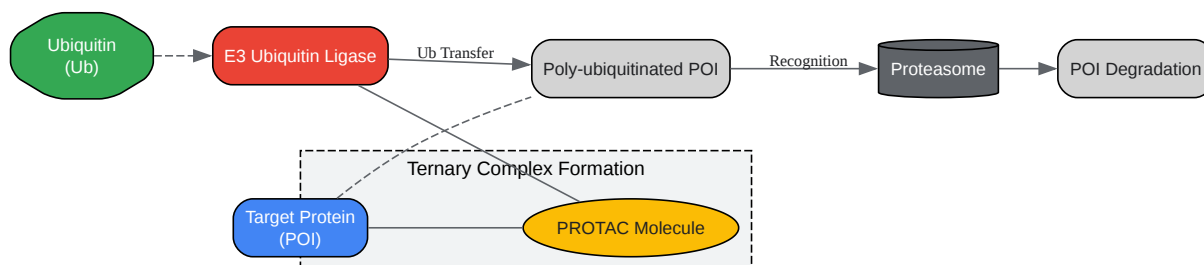 Ubiquitin
(Ub)
E3 Ubiquitin Ligase
Ub Transfer
Poly-ubiquitinated POI
Recognition
Proteasome
POI Degradation
Ternary Complex Formation
Target Protein
(POI)
PROTAC Molecule